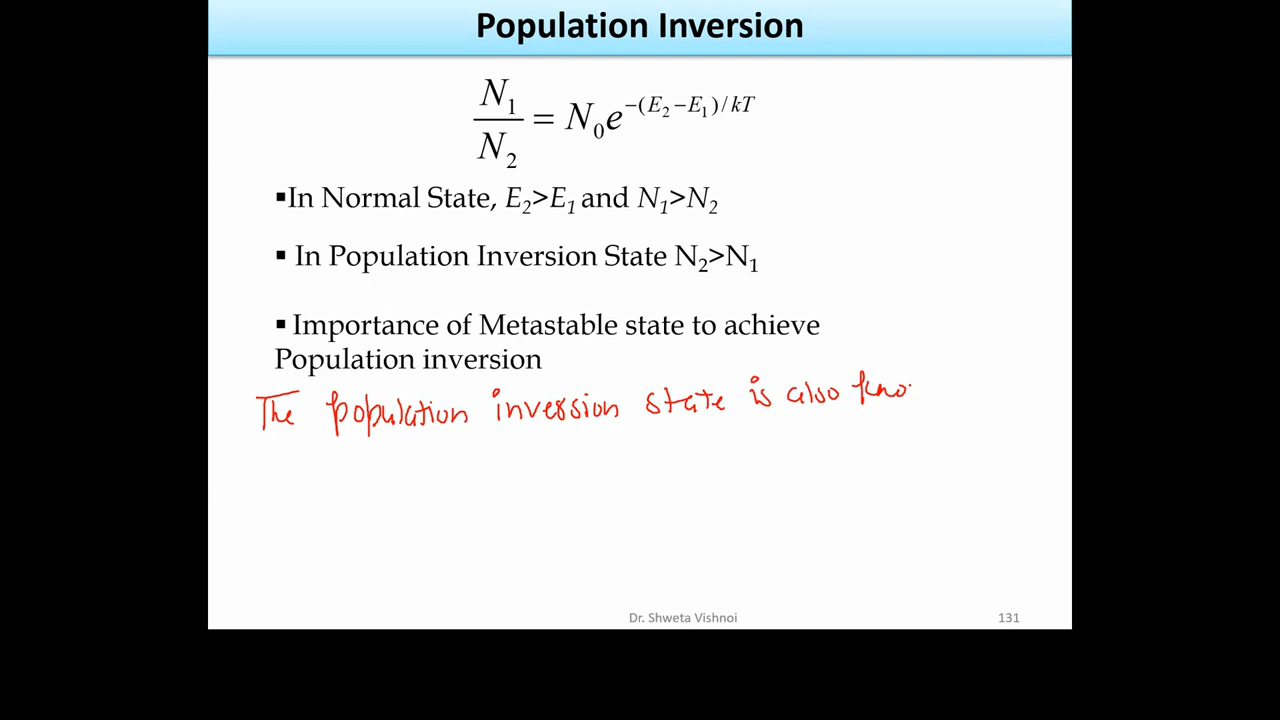 Population Inversion
N₁/N₂ = N₀e^−(E₂−E₁)/kT
▪In Normal State, E₂>E₁ and N₁>N₂
▪ In Population Inversion State N₂>N₁
▪ Importance of Metastable state to achieve
Population inversion
The population inversion state is also kno
Dr. Shweta Vishnoi
131